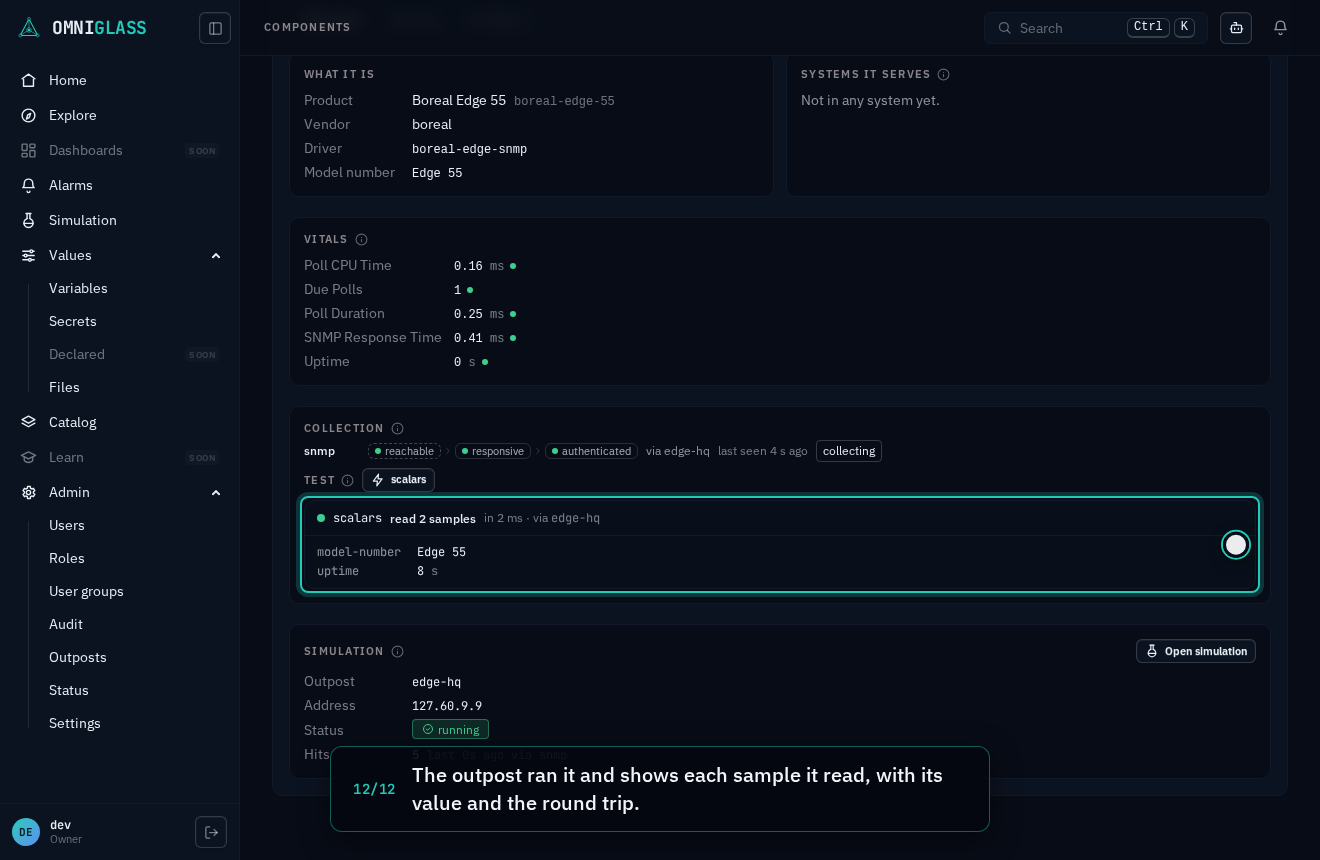 OMNIGLASS
COMPONENTS
Search Ctrl K
Home
Explore
Dashboards SOON
Alarms
Simulation
Values
Variables
Secrets
Declared SOON
Files
Catalog
Learn SOON
Admin
Users
Roles
User groups
Audit
Outposts
Status
Settings
DE dev
Owner
WHAT IT IS
Product Boreal Edge 55 boreal-edge-55
Vendor boreal
Driver boreal-edge-snmp
Model number Edge 55
SYSTEMS IT SERVES
Not in any system yet.
VITALS
Poll CPU Time 0.16 ms
Due Polls 1
Poll Duration 0.25 ms
SNMP Response Time 0.41 ms
Uptime 0 s
COLLECTION
snmp reachable › responsive › authenticated via edge-hq last seen 4 s ago collecting
TEST scalars
scalars read 2 samples in 2 ms · via edge-hq
model-number Edge 55
uptime 8 s
SIMULATION Open simulation
Outpost edge-hq
Address 127.60.9.9
Status running
Hits 5 last 0s ago via snmp
12/12 The outpost ran it and shows each sample it read, with its
value and the round trip.